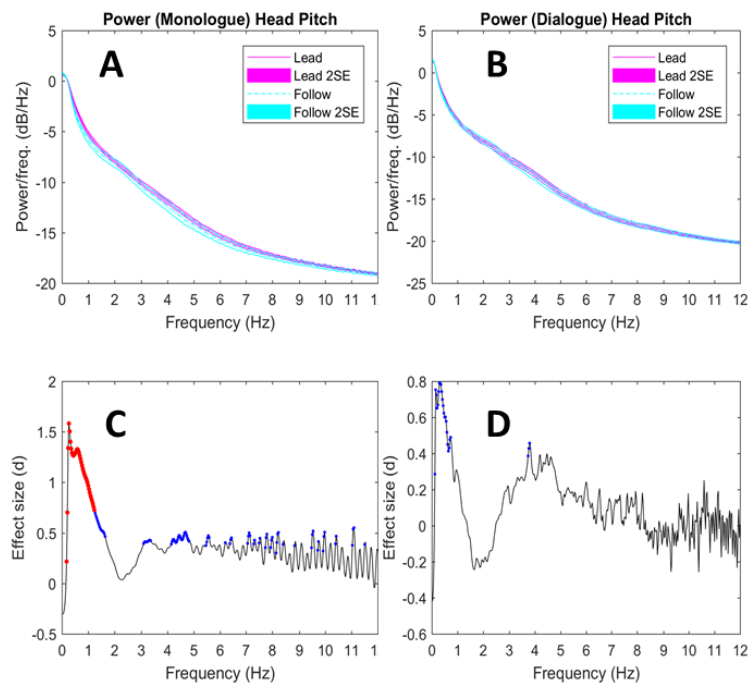 Power (Monologue) Head Pitch
A
Lead
Lead 2SE
Follow
Follow 2SE
5
0
-5
-10
-15
-20
0 1 2 3 4 5 6 7 8 9 10 11 1
Power/freq. (dB/Hz)
Frequency (Hz)
Power (Dialogue) Head Pitch
B
Lead
Lead 2SE
Follow
Follow 2SE
5
0
-5
-10
-15
-20
-25
0 1 2 3 4 5 6 7 8 9 10 11 12
Power/freq. (dB/Hz)
Frequency (Hz)
C
2
1.5
1
0.5
0
-0.5
0 1 2 3 4 5 6 7 8 9 10 11 1
Effect size (d)
Frequency (Hz)
D
0.8
0.6
0.4
0.2
0
-0.2
-0.4
-0.6
0 1 2 3 4 5 6 7 8 9 10 11 12
Effect size (d)
Frequency (Hz)